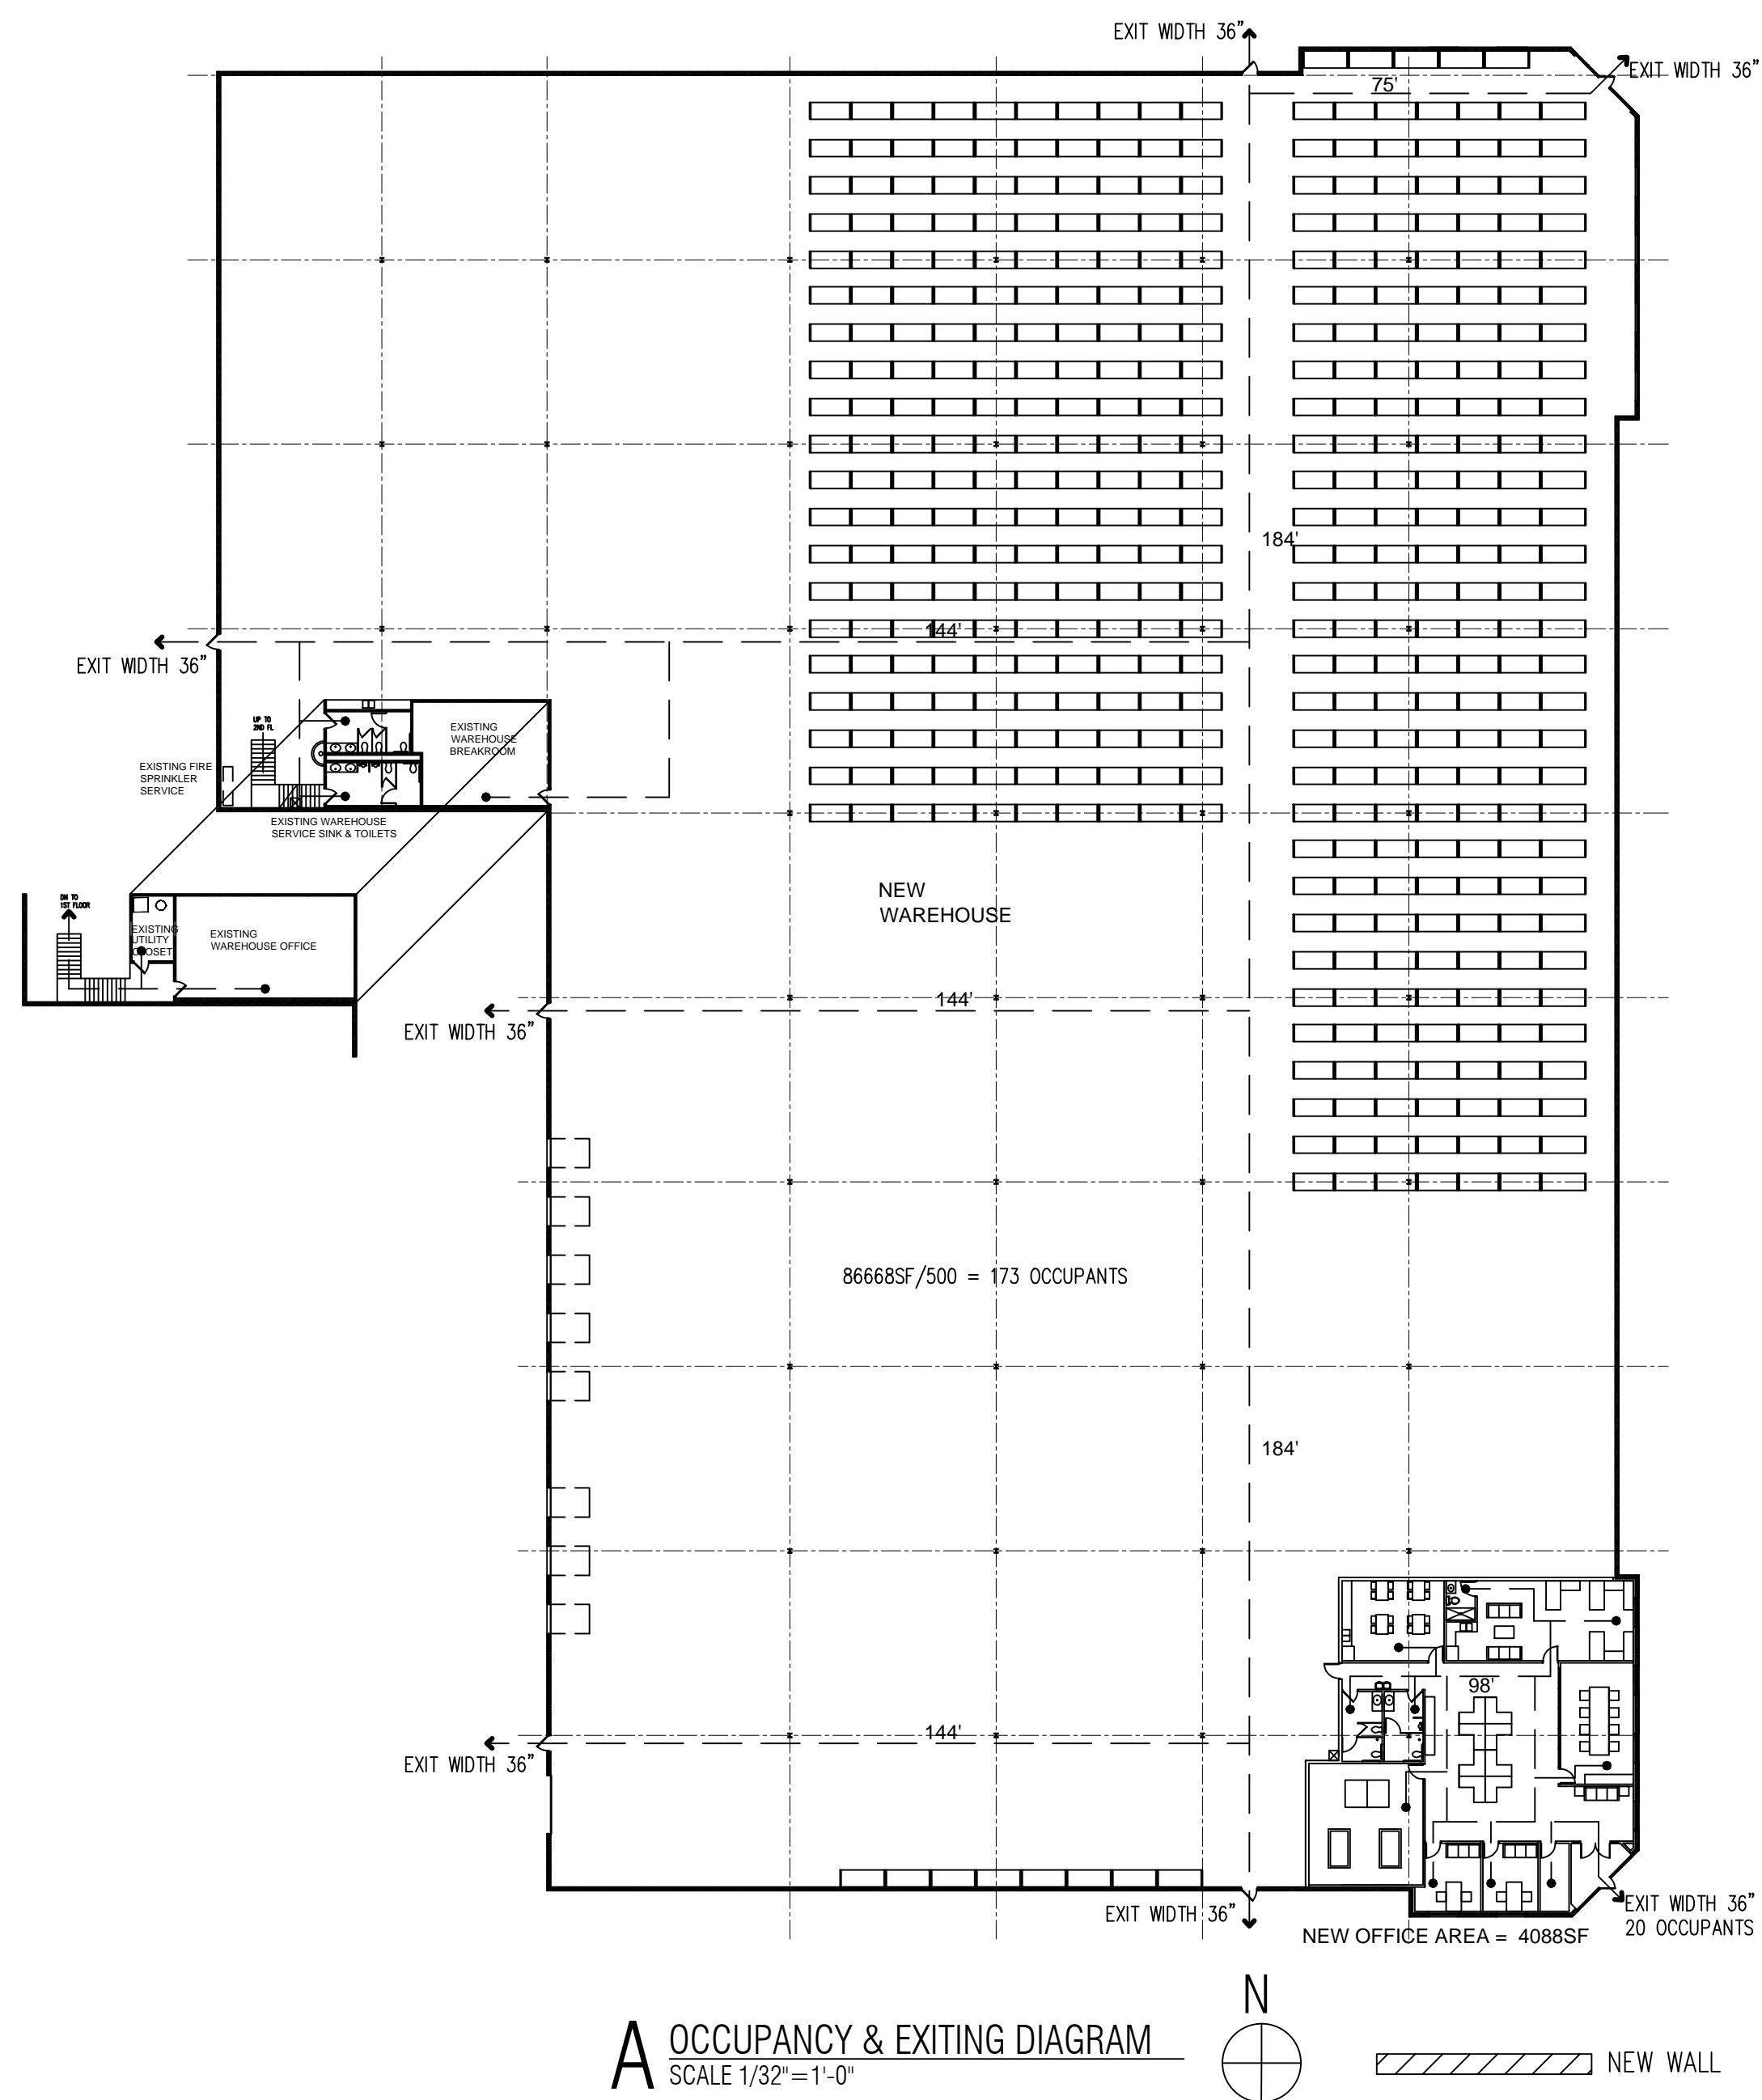 EXIT WIDTH 36"
EXIT WIDTH 36"
75'
184'
144'
EXIT WIDTH 36"
UP TO
2ND FL
EXISTING
WAREHOUSE
BREAKROOM
EXISTING FIRE
SPRINKLER
SERVICE
EXISTING WAREHOUSE
SERVICE SINK & TOILETS
DN TO
1ST FLOOR
EXISTING
UTILITY
CLOSET
EXISTING
WAREHOUSE OFFICE
NEW
WAREHOUSE
144'
EXIT WIDTH 36"
86668SF/500 = 173 OCCUPANTS
184'
98'
144'
EXIT WIDTH 36"
EXIT WIDTH 36"
EXIT WIDTH 36"
20 OCCUPANTS
NEW OFFICE AREA = 4088SF
N
A OCCUPANCY & EXITING DIAGRAM
SCALE 1/32"=1'-0"
NEW WALL